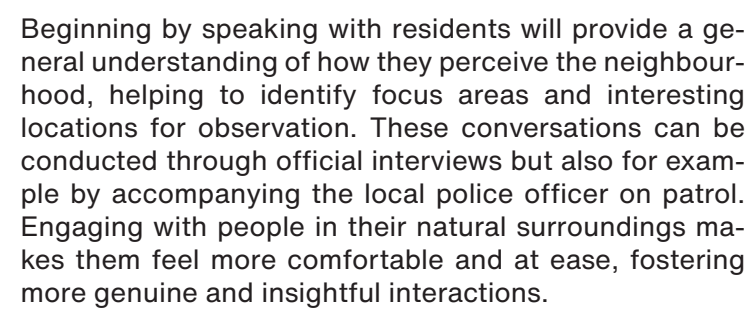 Beginning by speaking with residents will provide a ge-
neral understanding of how they perceive the neighbour-
hood, helping to identify focus areas and interesting
locations for observation. These conversations can be
conducted through official interviews but also for exam-
ple by accompanying the local police officer on patrol.
Engaging with people in their natural surroundings ma-
kes them feel more comfortable and at ease, fostering
more genuine and insightful interactions.